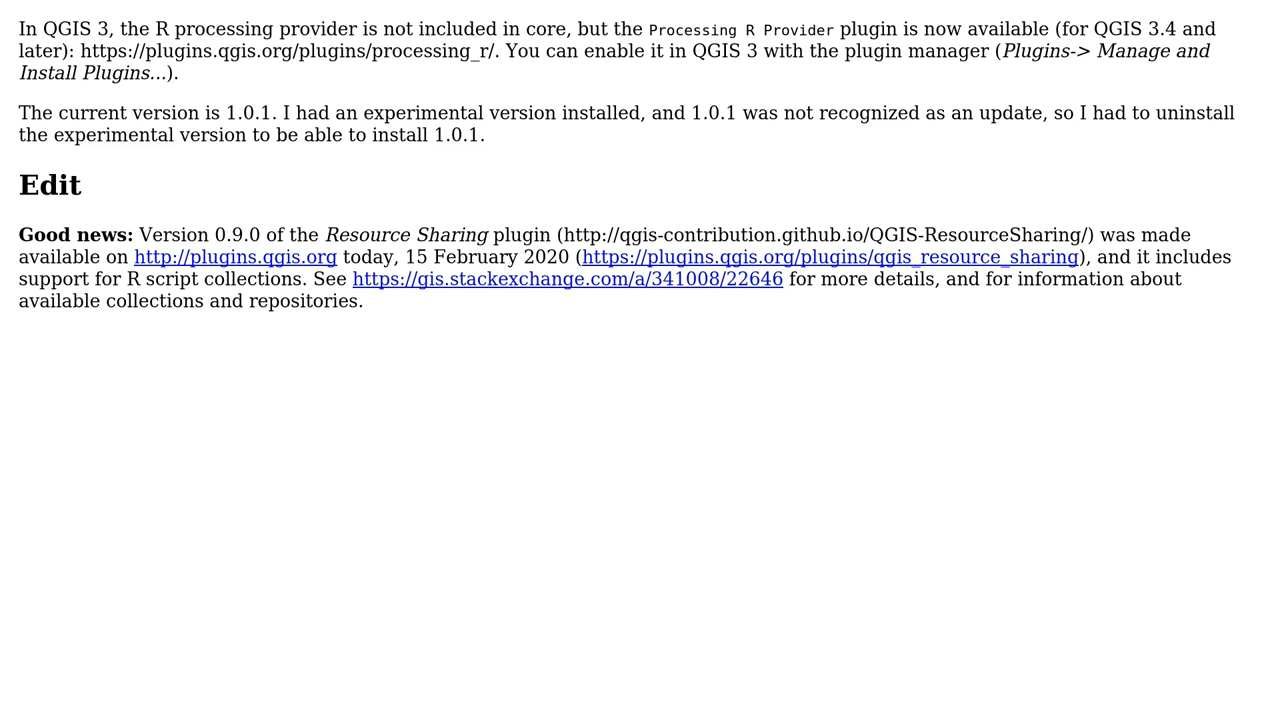 In QGIS 3, the R processing provider is not included in core, but the Processing R Provider plugin is now available (for QGIS 3.4 and
later): https://plugins.qgis.org/plugins/processing_r/. You can enable it in QGIS 3 with the plugin manager (Plugins-> Manage and
Install Plugins...).
The current version is 1.0.1. I had an experimental version installed, and 1.0.1 was not recognized as an update, so I had to uninstall
the experimental version to be able to install 1.0.1.
Edit
Good news: Version 0.9.0 of the Resource Sharing plugin (http://qgis-contribution.github.io/QGIS-ResourceSharing/) was made
available on http://plugins.qgis.org today, 15 February 2020 (https://plugins.qgis.org/plugins/qgis_resource_sharing), and it includes
support for R script collections. See https://gis.stackexchange.com/a/341008/22646 for more details, and for information about
available collections and repositories.